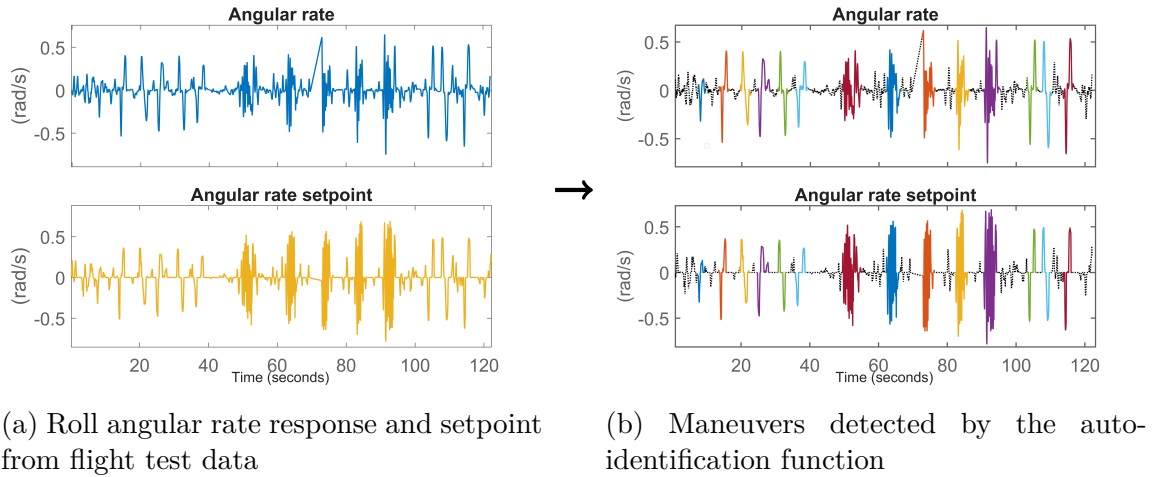 Angular rate
0.5
0
-0.5
(rad/s)
Angular rate setpoint
0.5
0
-0.5
(rad/s)
20 40 60 80 100 120
Time (seconds)
(a) Roll angular rate response and setpoint
from flight test data
→
Angular rate
0.5
0
-0.5
(rad/s)
Angular rate setpoint
0.5
0
-0.5
(rad/s)
20 40 60 80 100 120
Time (seconds)
(b) Maneuvers detected by the auto-
identification function